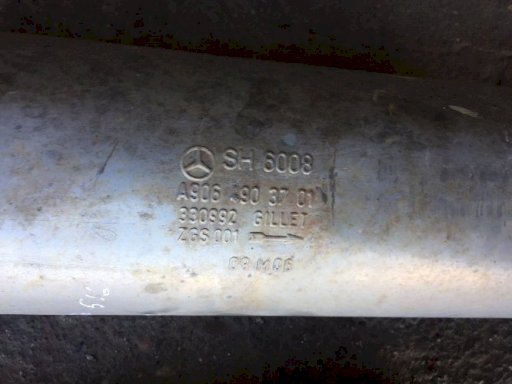 SH 6008
A906 490 37 01
330992 GILLET
ZGS 001
09 M06